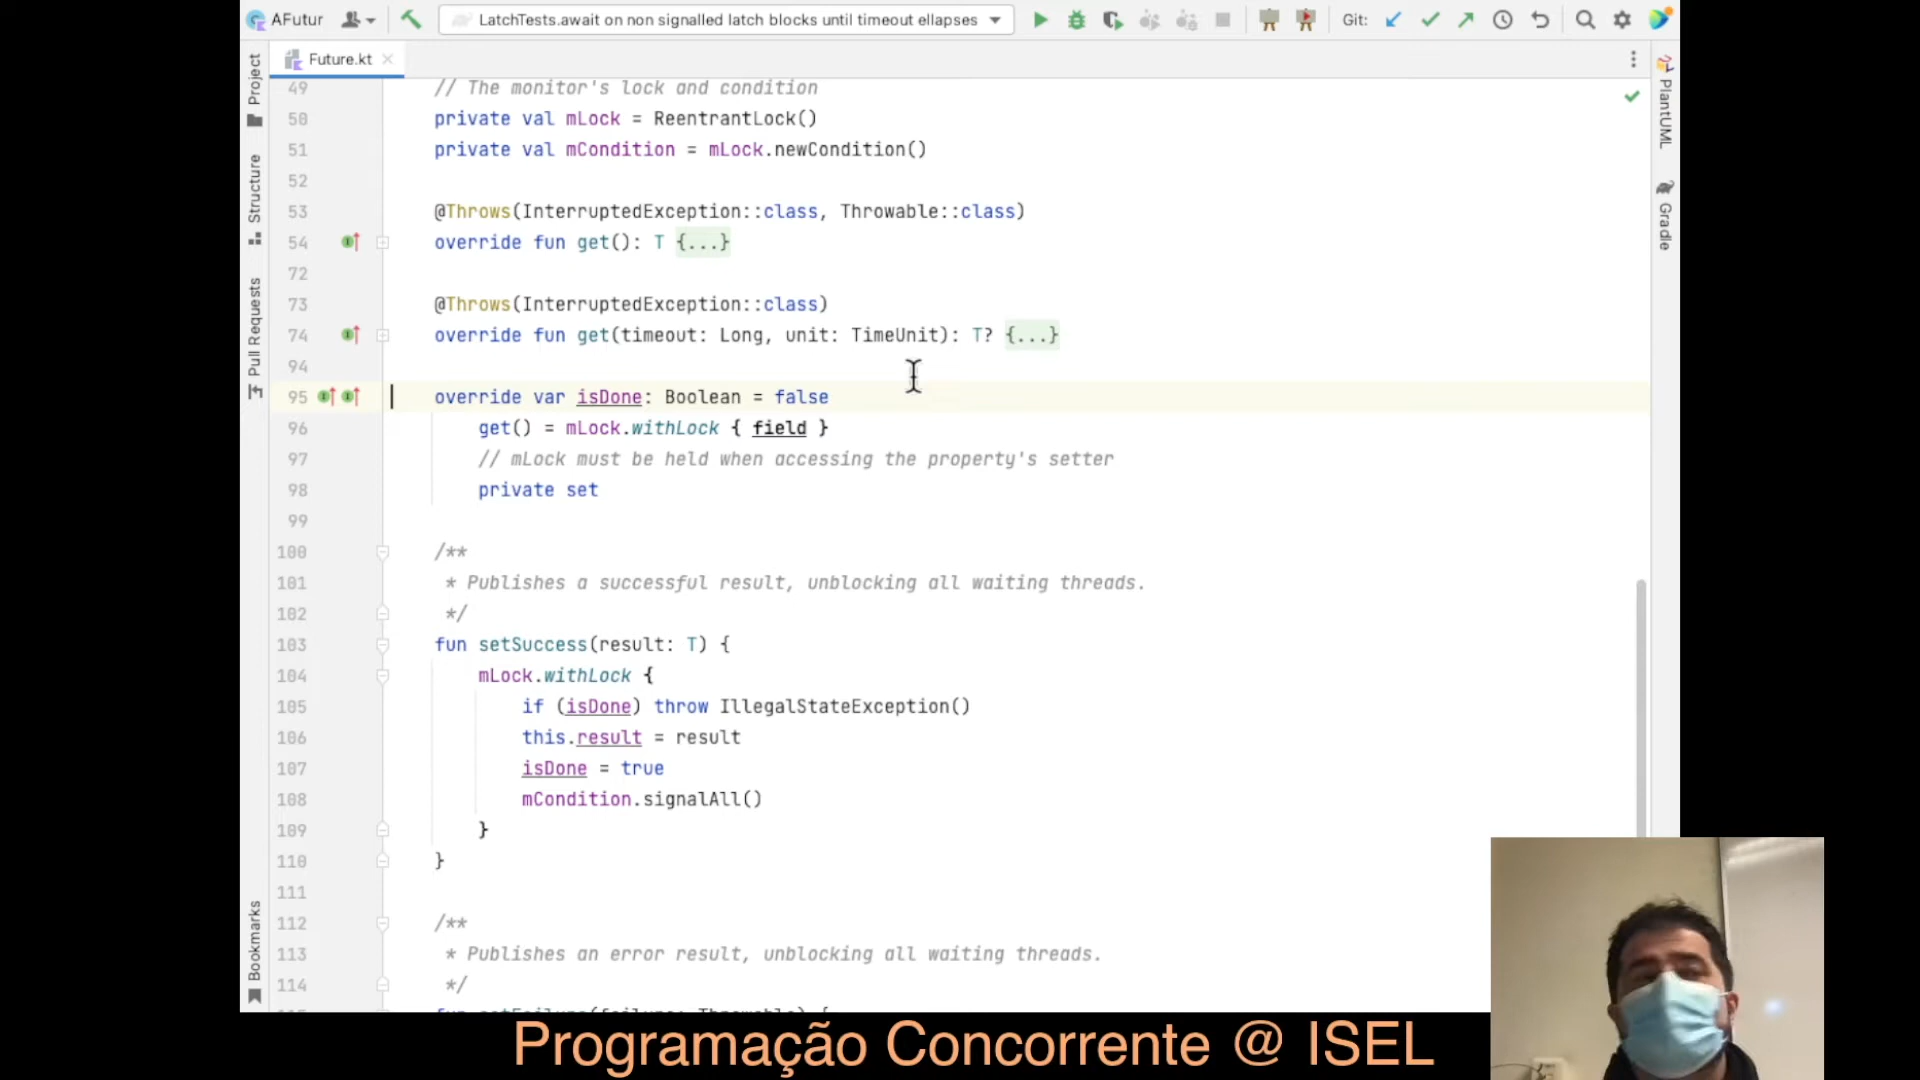 AFutur
LatchTests.await on non signalled latch blocks until timeout ellapses
Git:
Future.kt
Project
Structure
Pull Requests
Bookmarks
PlantUML
Gradle
49 // The monitor's lock and condition
50 private val mLock = ReentrantLock()
51 private val mCondition = mLock.newCondition()
52
53 @Throws(InterruptedException::class, Throwable::class)
54 override fun get(): T {...}
72
73 @Throws(InterruptedException::class)
74 override fun get(timeout: Long, unit: TimeUnit): T? {...}
94
95 override var isDone: Boolean = false
96 get() = mLock.withLock { field }
97 // mLock must be held when accessing the property's setter
98 private set
99
100 /**
101 * Publishes a successful result, unblocking all waiting threads.
102 */
103 fun setSuccess(result: T) {
104 mLock.withLock {
105 if (isDone) throw IllegalStateException()
106 this.result = result
107 isDone = true
108 mCondition.signalAll()
109 }
110 }
111
112 /**
113 * Publishes an error result, unblocking all waiting threads.
114 */
Programação Concorrente @ ISEL